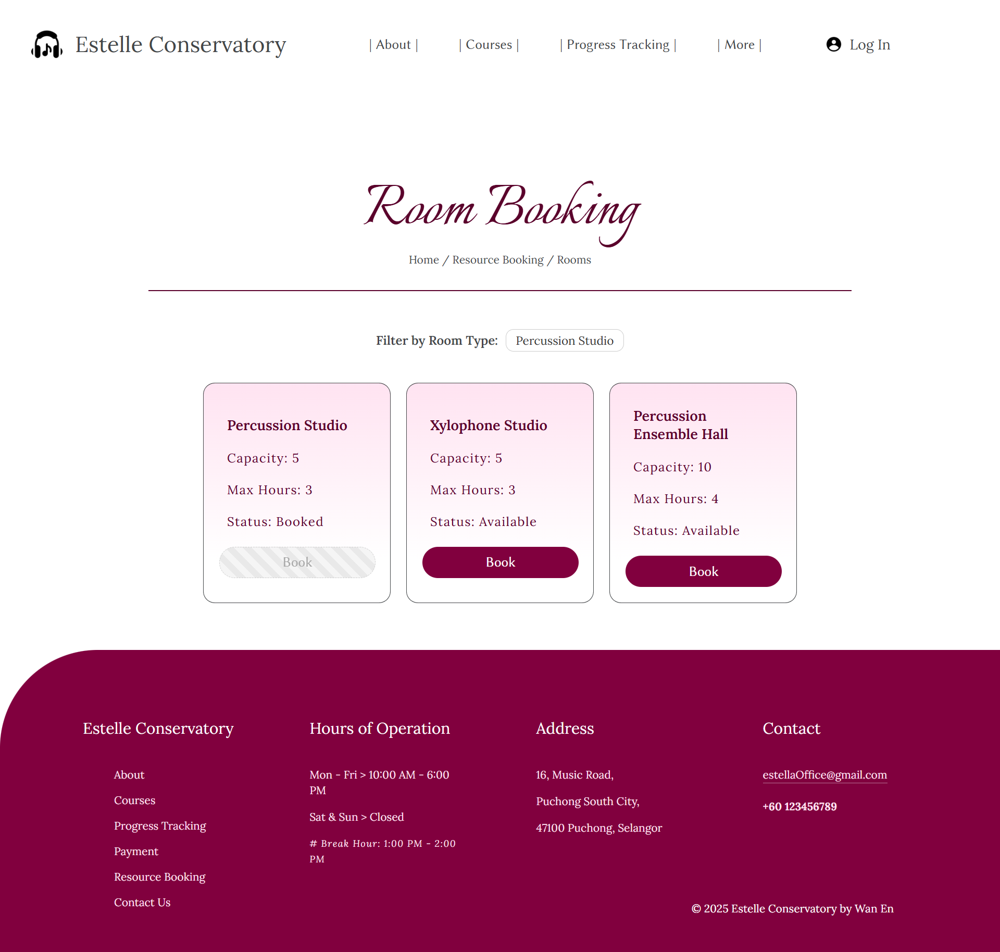 Estelle Conservatory
| About |
| Courses |
| Progress Tracking |
| More |
Log In
Room Booking
Home / Resource Booking / Rooms
Filter by Room Type: Percussion Studio
Percussion Studio
Capacity: 5
Max Hours: 3
Status: Booked
Book
Xylophone Studio
Capacity: 5
Max Hours: 3
Status: Available
Book
Percussion
Ensemble Hall
Capacity: 10
Max Hours: 4
Status: Available
Book
Estelle Conservatory
About
Courses
Progress Tracking
Payment
Resource Booking
Contact Us
Hours of Operation
Mon - Fri > 10:00 AM - 6:00
PM
Sat & Sun > Closed
# Break Hour: 1:00 PM - 2:00
PM
Address
16, Music Road,
Puchong South City,
47100 Puchong, Selangor
Contact
estellaOffice@gmail.com
+60 123456789
© 2025 Estelle Conservatory by Wan En